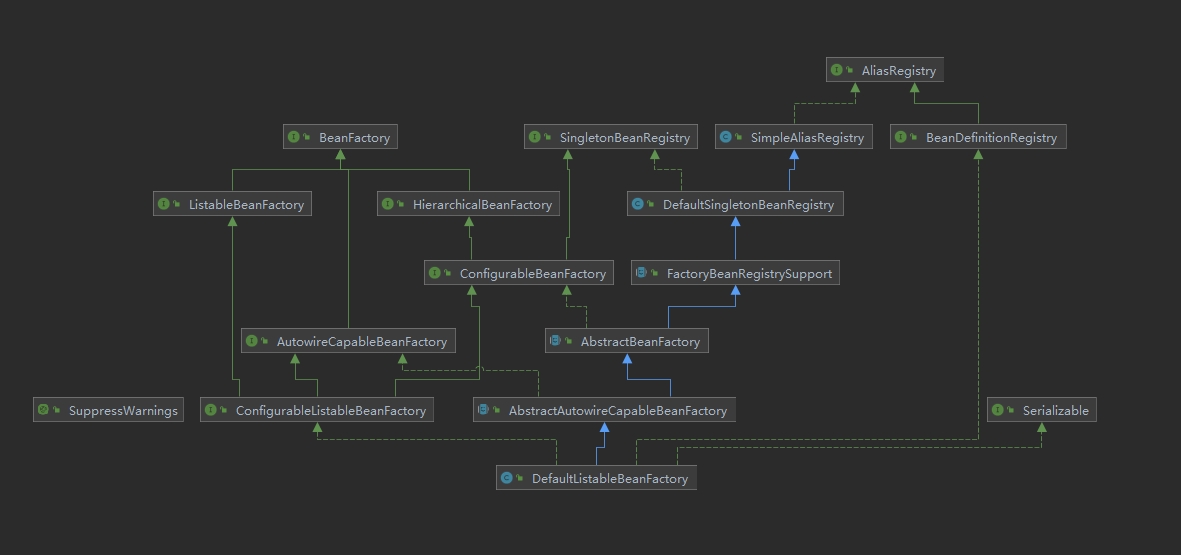 AliasRegistry
BeanFactory
SingletonBeanRegistry
SimpleAliasRegistry
BeanDefinitionRegistry
ListableBeanFactory
HierarchicalBeanFactory
DefaultSingletonBeanRegistry
ConfigurableBeanFactory
FactoryBeanRegistrySupport
AutowireCapableBeanFactory
AbstractBeanFactory
SuppressWarnings
ConfigurableListableBeanFactory
AbstractAutowireCapableBeanFactory
Serializable
DefaultListableBeanFactory